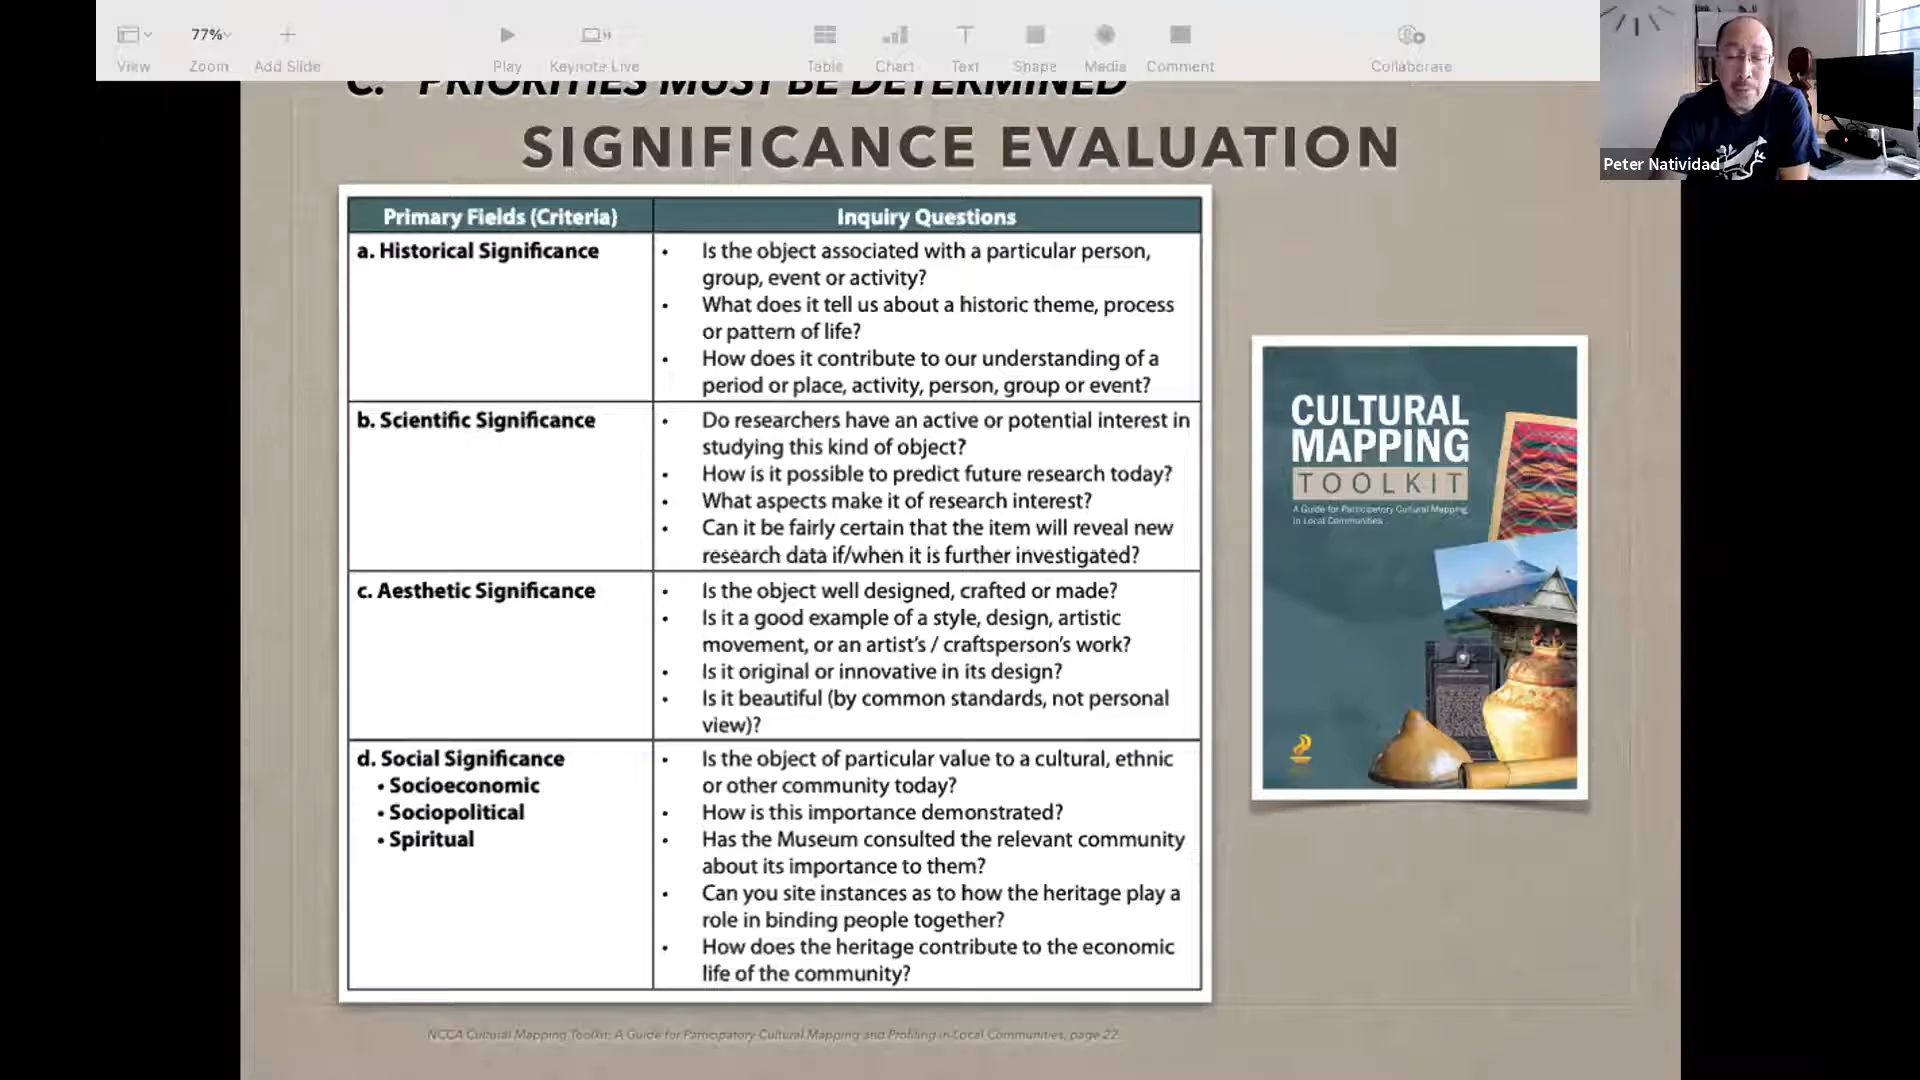 View
77%
Zoom
Add Slide
Play
Keynote Live
Table
Chart
Text
Shape
Media
Comment
Collaborate
Peter Natividad
C. PRIORITIES MUST BE DETERMINED
SIGNIFICANCE EVALUATION
Primary Fields (Criteria)
Inquiry Questions
a. Historical Significance
• Is the object associated with a particular person,
group, event or activity?
• What does it tell us about a historic theme, process
or pattern of life?
• How does it contribute to our understanding of a
period or place, activity, person, group or event?
b. Scientific Significance
• Do researchers have an active or potential interest in
studying this kind of object?
• How is it possible to predict future research today?
• What aspects make it of research interest?
• Can it be fairly certain that the item will reveal new
research data if/when it is further investigated?
c. Aesthetic Significance
• Is the object well designed, crafted or made?
• Is it a good example of a style, design, artistic
movement, or an artist's / craftsperson's work?
• Is it original or innovative in its design?
• Is it beautiful (by common standards, not personal
view)?
d. Social Significance
• Socioeconomic
• Sociopolitical
• Spiritual
• Is the object of particular value to a cultural, ethnic
or other community today?
• How is this importance demonstrated?
• Has the Museum consulted the relevant community
about its importance to them?
• Can you site instances as to how the heritage play a
role in binding people together?
• How does the heritage contribute to the economic
life of the community?
CULTURAL
MAPPING
TOOLKIT
A Guide for Participatory Cultural Mapping
in Local Communities
NCCA Cultural Mapping Toolkit: A Guide for Participatory Cultural Mapping and Profiling in Local Communities, page 22.